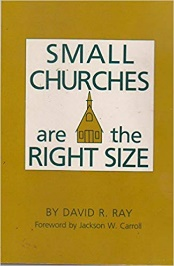 SMALL
CHURCHES
are the
RIGHT SIZE
BY DAVID R. RAY
Foreword by Jackson W. Carroll